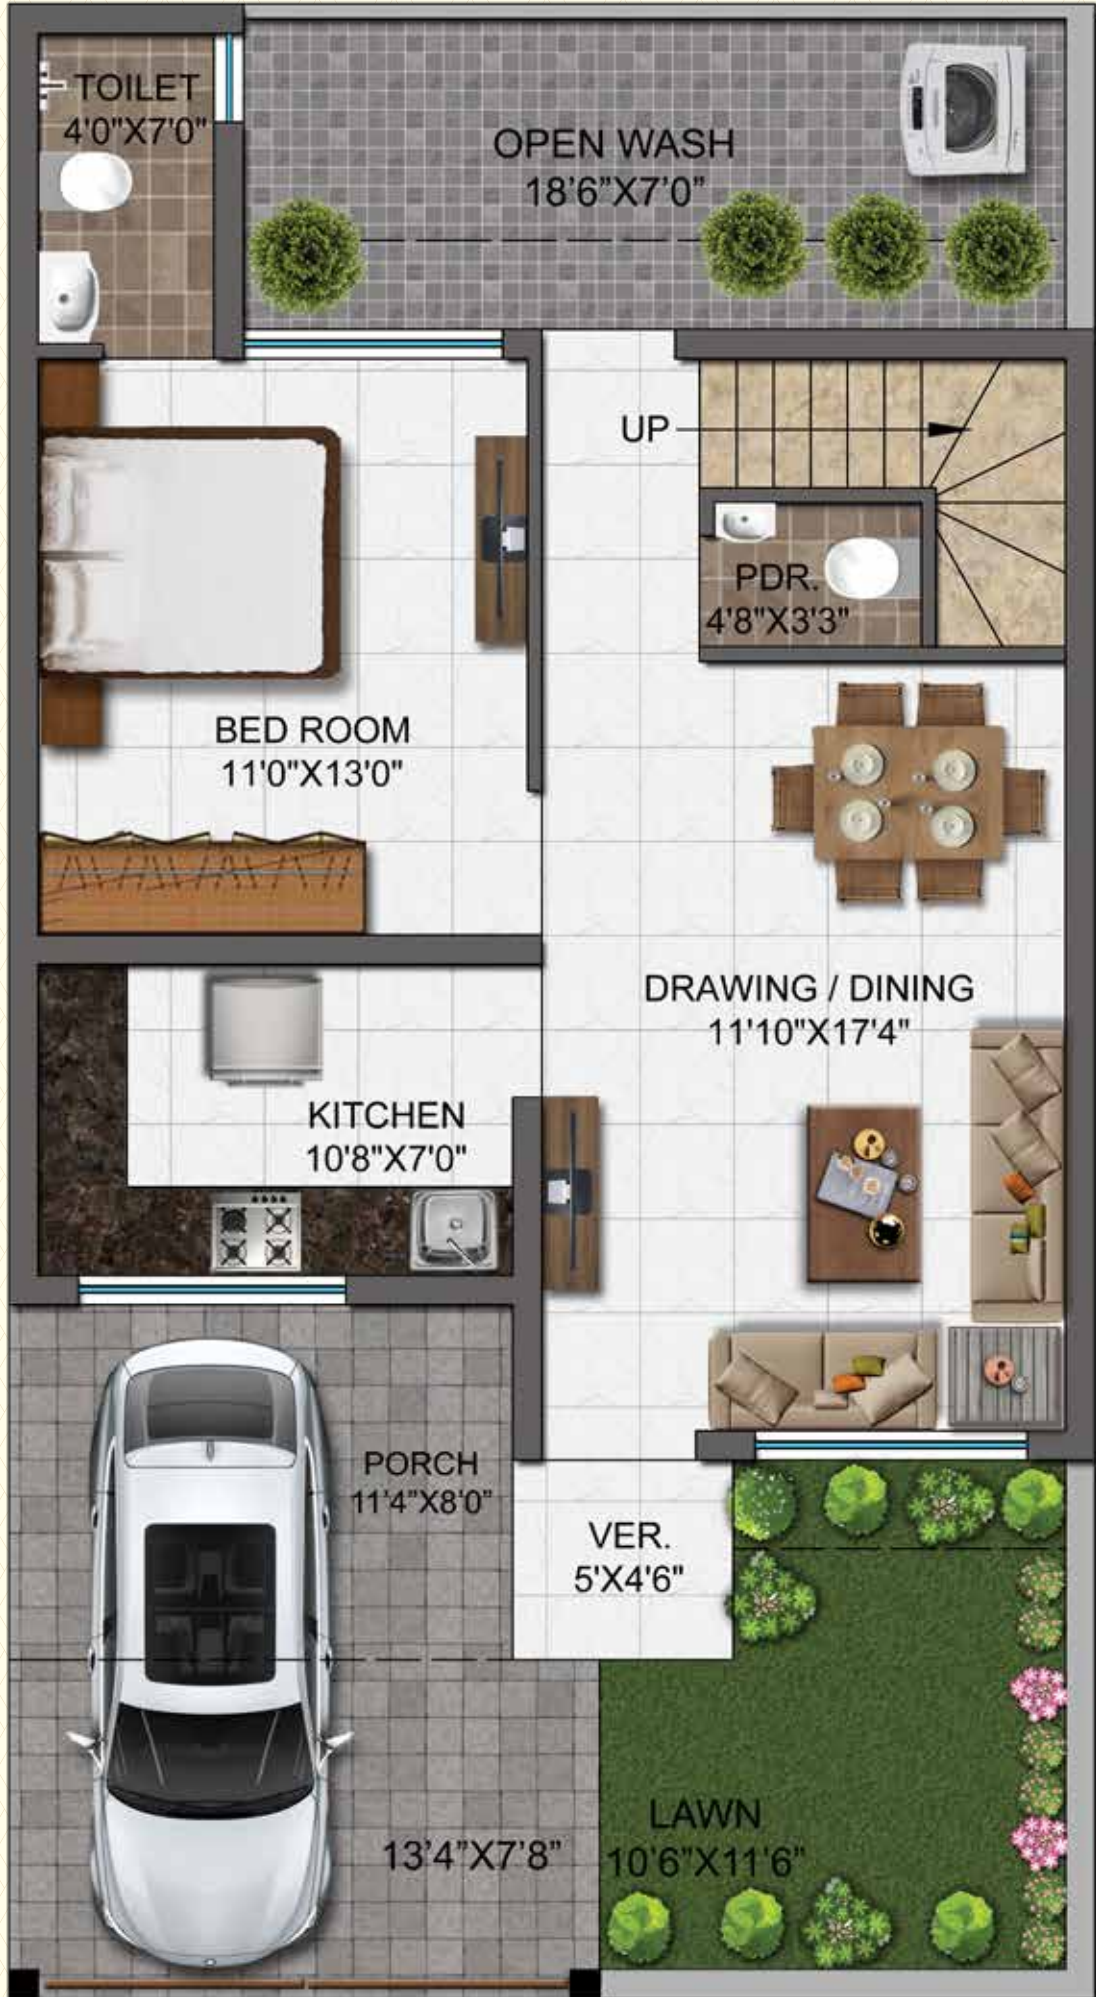 TOILET
4'0"X7'0"
OPEN WASH
18'6"X7'0"
UP
PDR.
4'8"X3'3"
BED ROOM
11'0"X13'0"
DRAWING / DINING
11'10"X17'4"
KITCHEN
10'8"X7'0"
PORCH
11'4"X8'0"
VER.
5'X4'6"
LAWN
10'6"X11'6"
13'4"X7'8"